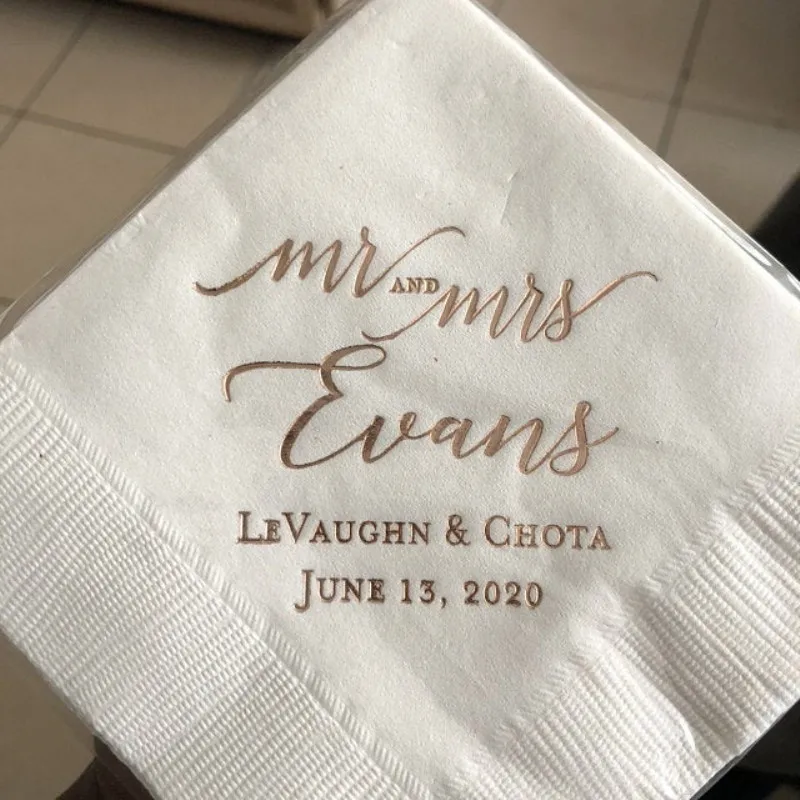 mr AND mrs
Evans
LEVAUGHN & CHOTA
JUNE 13, 2020